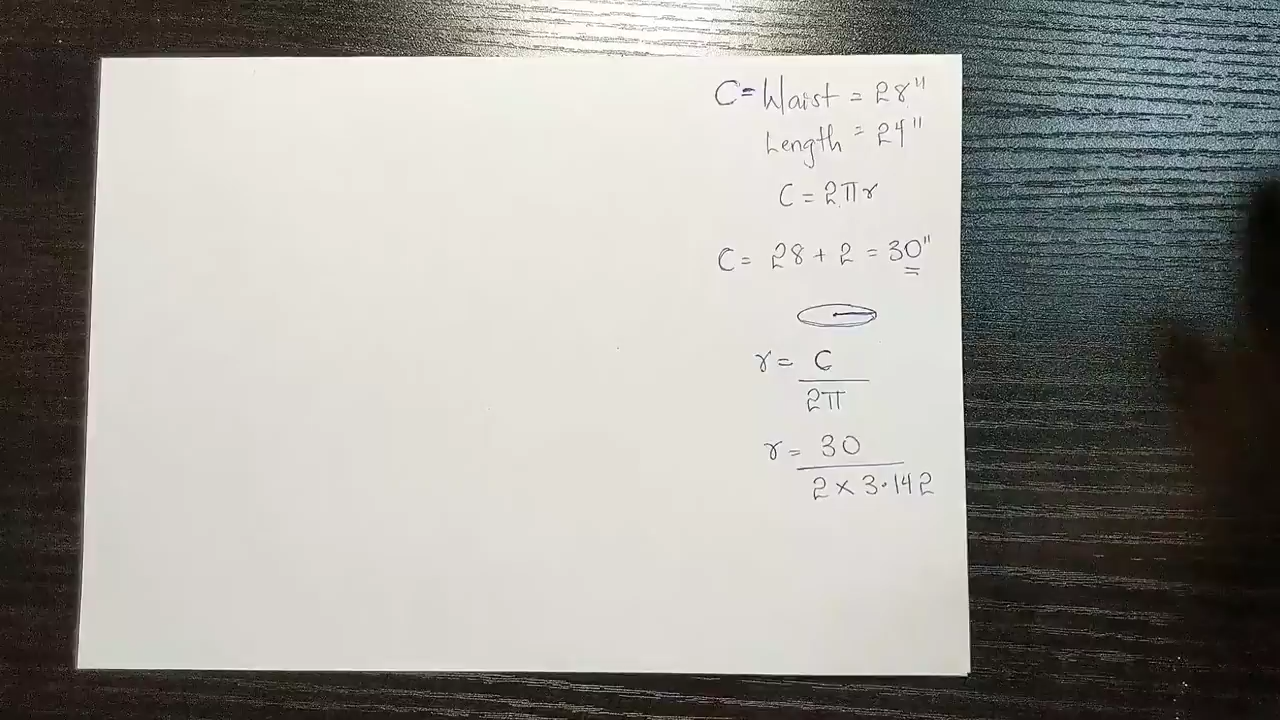 C = Waist = 28"
Length = 24"
C = 2πr
C = 28 + 2 = 30"
r = C
2π
r = 30
2 × 3.142